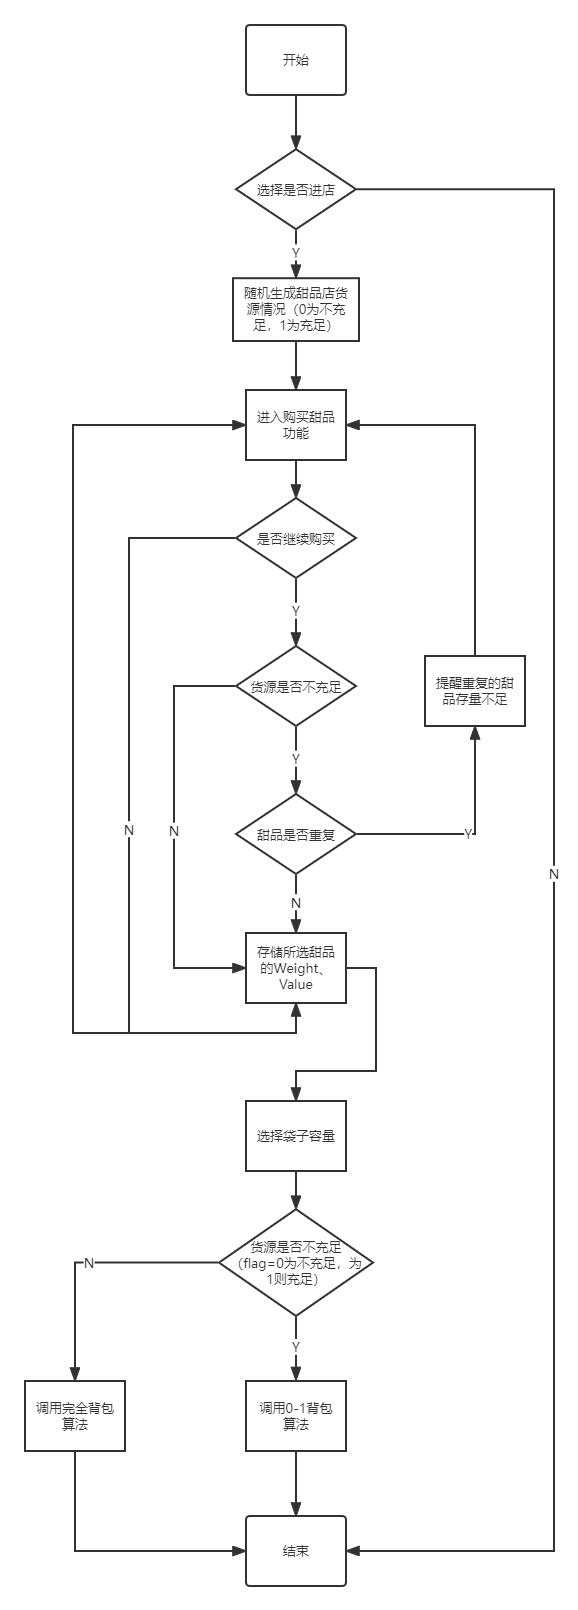 开始
选择是否进店
Y
随机生成甜品店货
源情况（0为不充
足，1为充足）
进入购买甜品
功能
是否继续购买
Y
货源是否不充足
提醒重复的甜
品存量不足
Y
N
N
甜品是否重复
Y
N
N
存储所选甜品
的Weight、
Value
选择袋子容量
货源是否不充足
（flag=0为不充足，为
1则充足）
N
Y
调用完全背包
算法
调用0-1背包
算法
结束